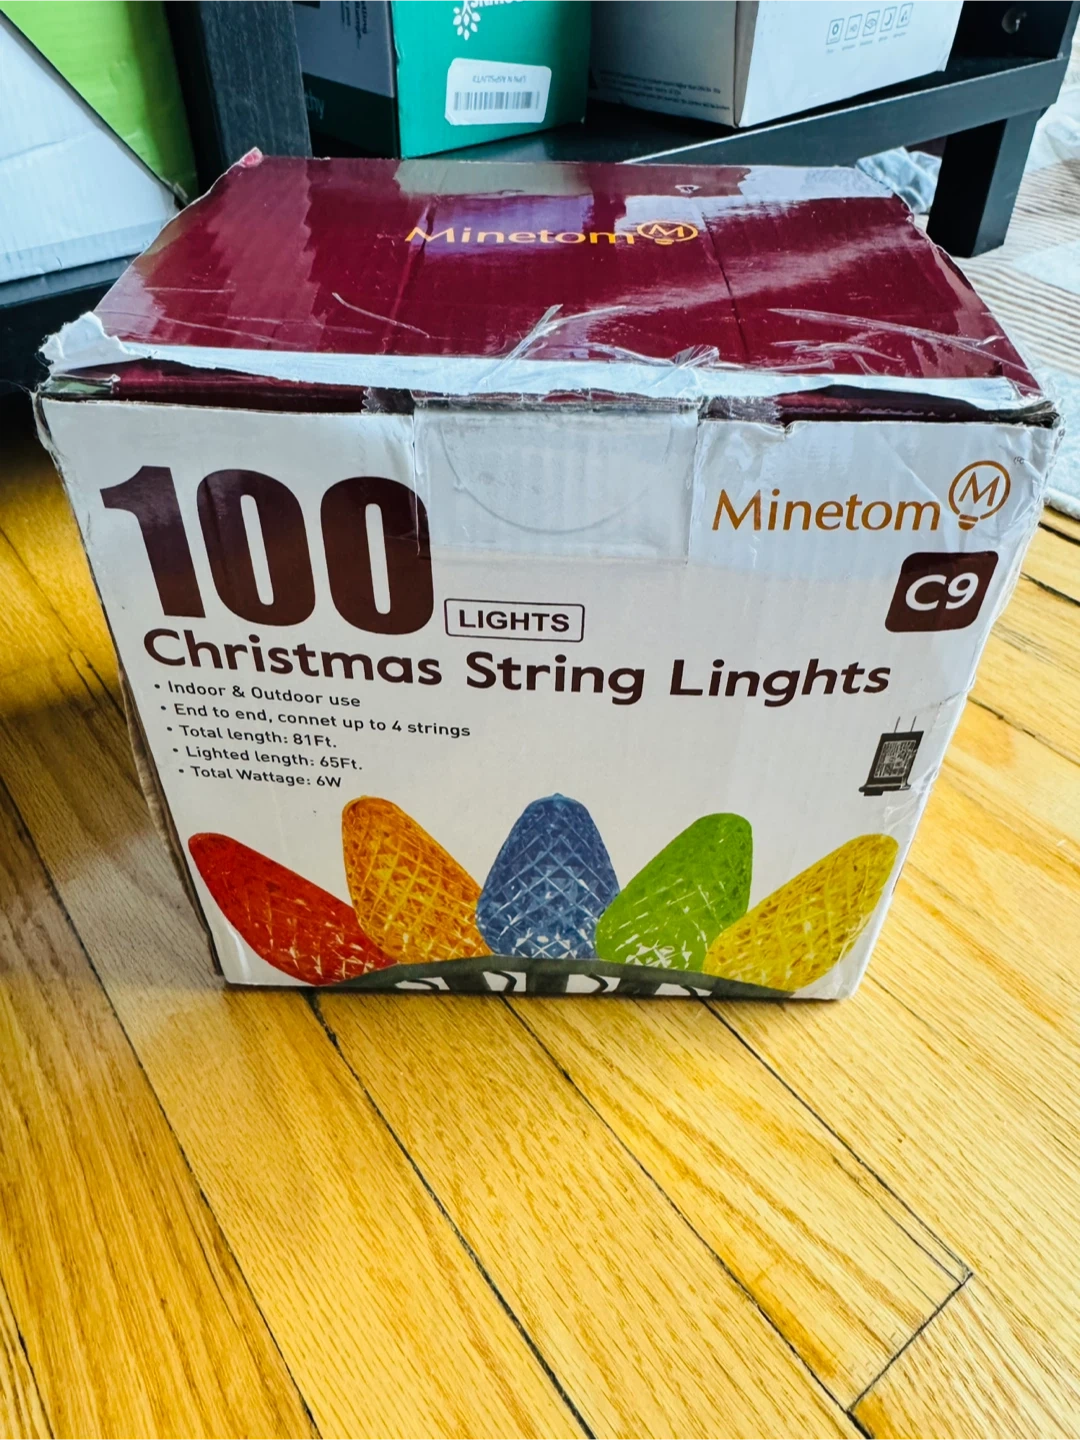 Minetom M
100
LIGHTS
Minetom M
C9
Christmas String Linghts
• Indoor & Outdoor use
• End to end, connet up to 4 strings
• Total length: 81Ft.
• Lighted length: 65Ft.
• Total Wattage: 6W